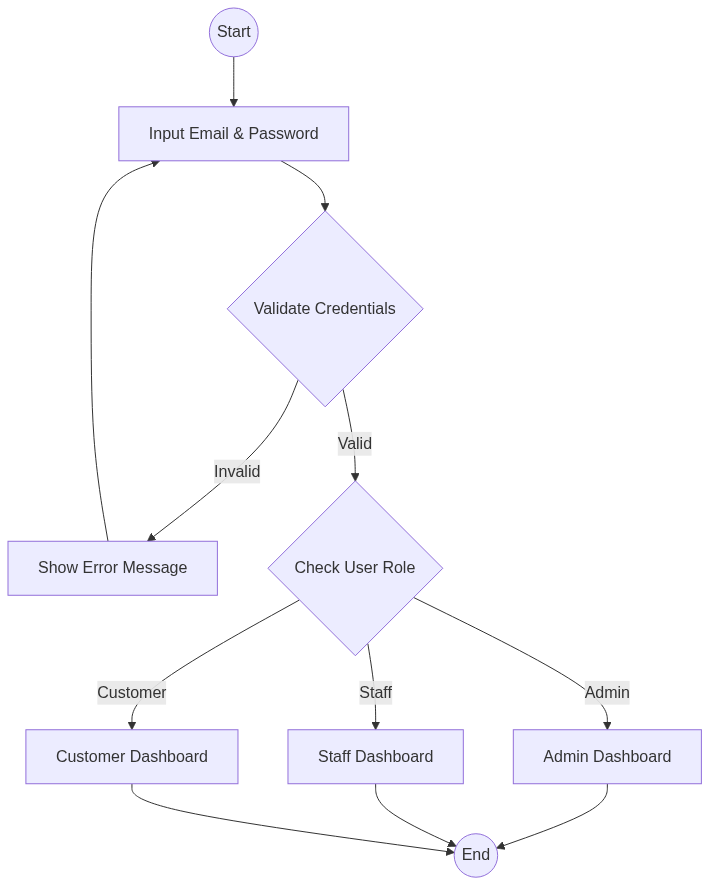 Start
Input Email & Password
Validate Credentials
Valid
Invalid
Show Error Message
Check User Role
Customer
Staff
Admin
Customer Dashboard
Staff Dashboard
Admin Dashboard
End